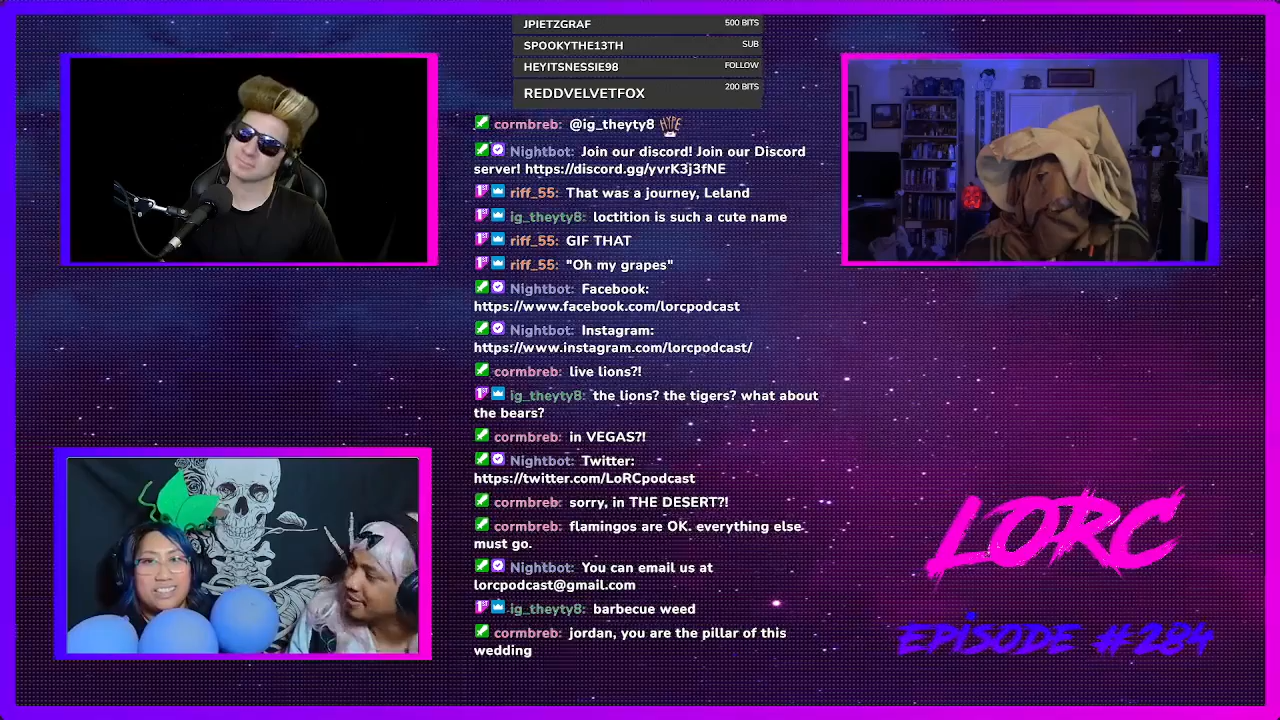 JPIETZGRAF 500 BITS
SPOOKYTHE13TH SUB
HEYITSNESSIE98 FOLLOW
REDDVELVETFOX 200 BITS
cormbreb: @ig_theyty8 HYPE
Nightbot: Join our discord! Join our Discord
server! https://discord.gg/yvrK3j3fNE
riff_55: That was a journey, Leland
ig_theyty8: loctition is such a cute name
riff_55: GIF THAT
riff_55: "Oh my grapes"
Nightbot: Facebook:
https://www.facebook.com/lorcpodcast
Nightbot: Instagram:
https://www.instagram.com/lorcpodcast/
cormbreb: live lions?!
ig_theyty8: the lions? the tigers? what about
the bears?
cormbreb: in VEGAS?!
Nightbot: Twitter:
https://twitter.com/LoRCpodcast
cormbreb: sorry, in THE DESERT?!
cormbreb: flamingos are OK. everything else
must go.
Nightbot: You can email us at
lorcpodcast@gmail.com
ig_theyty8: barbecue weed
cormbreb: jordan, you are the pillar of this
wedding
LORC
EPISODE #284